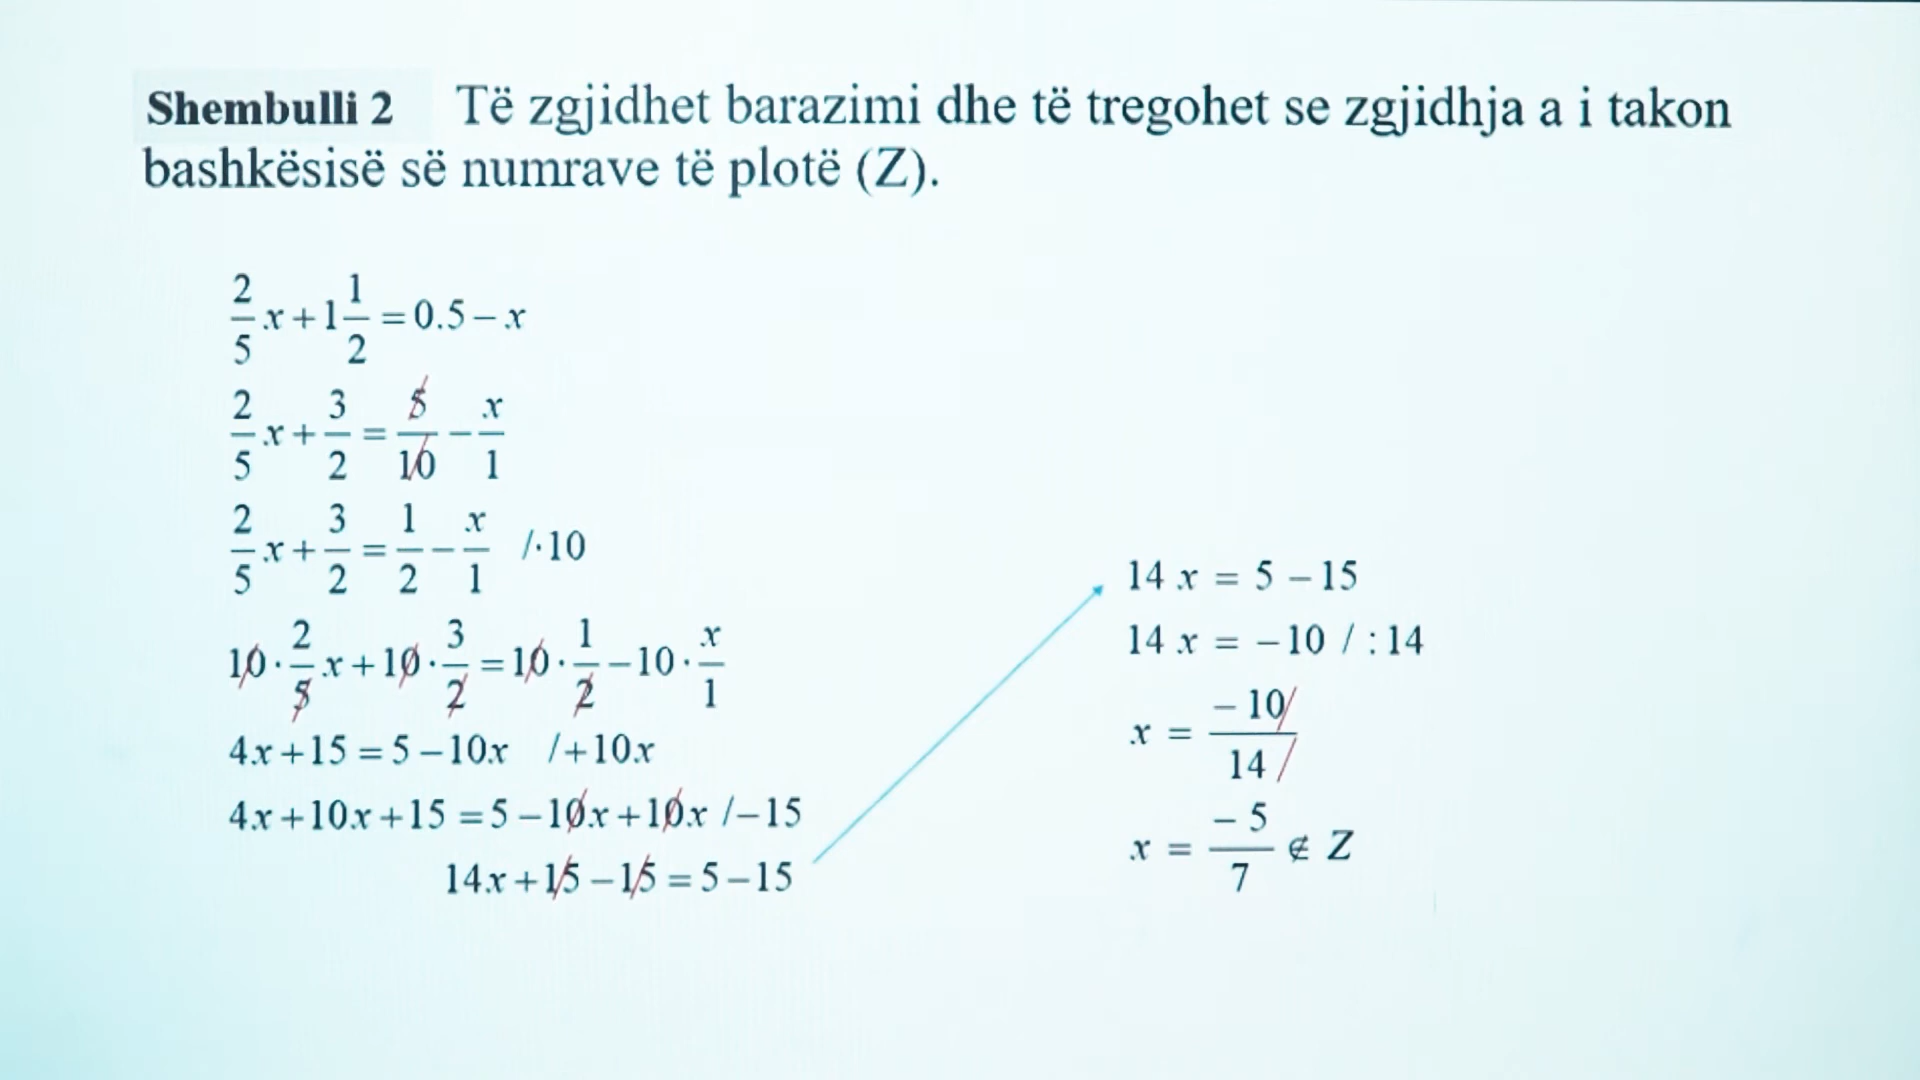 Shembulli 2 Të zgjidhet barazimi dhe të tregohet se zgjidhja a i takon
bashkësisë së numrave të plotë (Z).
2/5 x + 1 1/2 = 0.5 − x
2/5 x + 3/2 = 5/10 − x/1
2/5 x + 3/2 = 1/2 − x/1 /·10
10 · 2/5 x + 10 · 3/2 = 10 · 1/2 − 10 · x/1
4x + 15 = 5 − 10x /+10x
4x + 10x + 15 = 5 − 10x + 10x /−15
14x + 15 − 15 = 5 − 15
14 x = 5 − 15
14 x = − 10 / : 14
x = − 10/14
x = − 5/7 ∉ Z